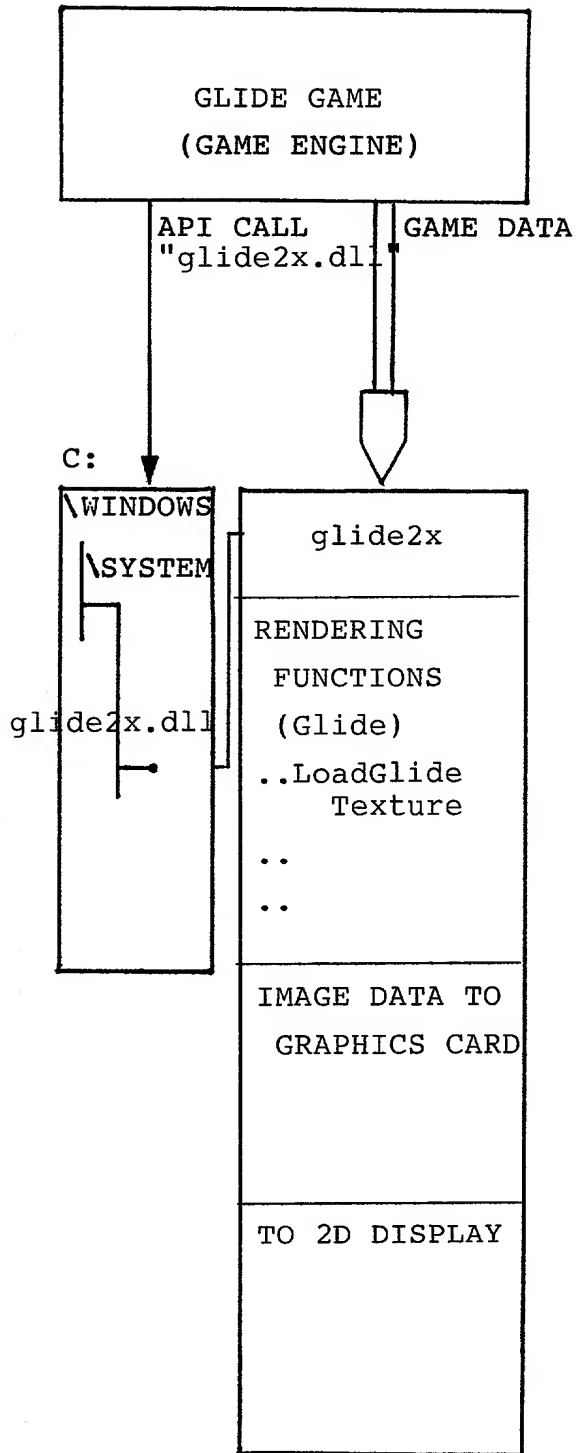 GLIDE GAME
(GAME ENGINE)
API CALL
"glide2x.dll"
GAME DATA
C:
\WINDOWS
\SYSTEM
glide2x.dll
glide2x
RENDERING
FUNCTIONS
(Glide)
..LoadGlide
Texture
..
..
IMAGE DATA TO
GRAPHICS CARD
TO 2D DISPLAY